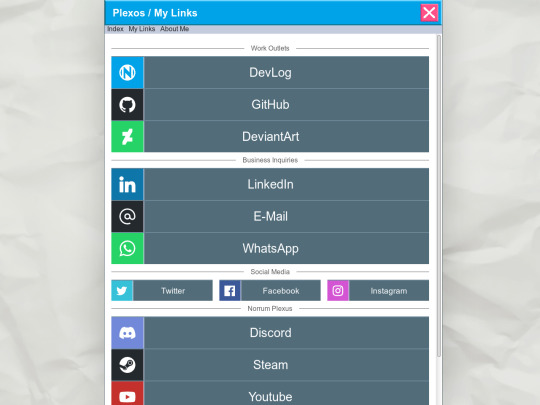 Plexos / My Links
Index My Links About Me
Work Outlets
DevLog
GitHub
DeviantArt
Business Inquiries
LinkedIn
E-Mail
WhatsApp
Social Media
Twitter Facebook Instagram
Norrum Plexus
Discord
Steam
Youtube